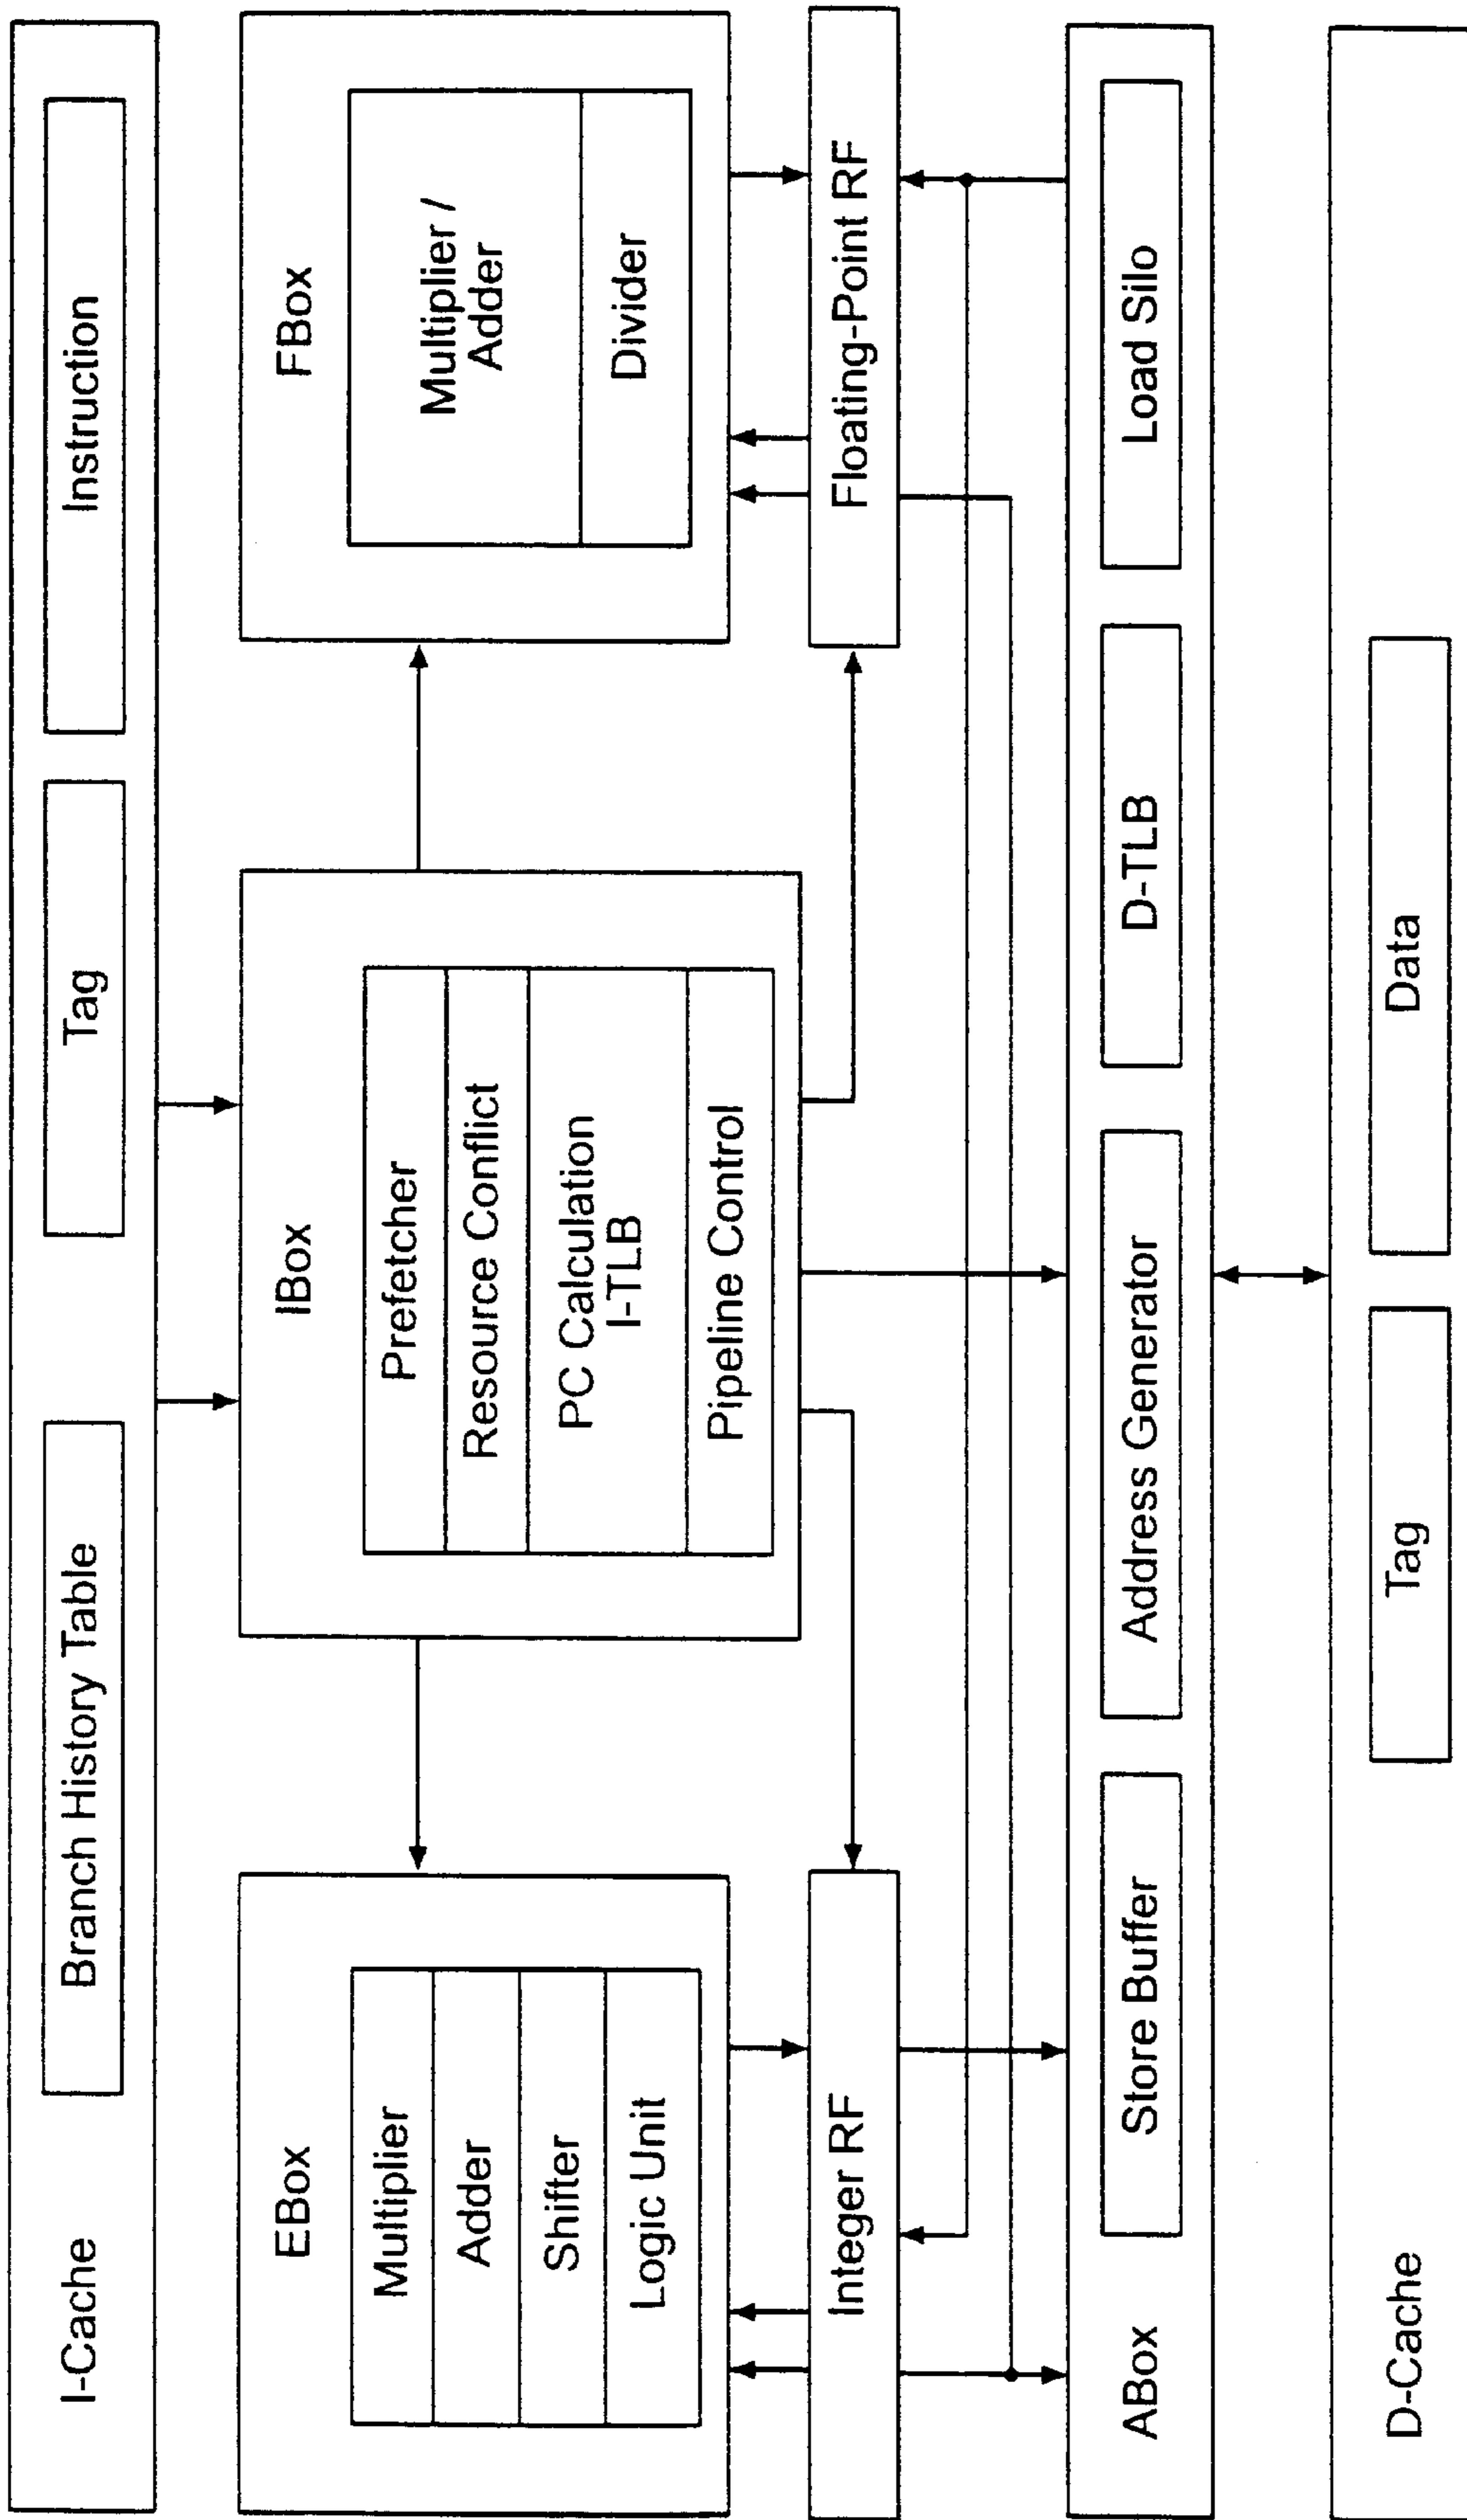 I-Cache
Branch History Table
Tag
Instruction
EBox
Multiplier
Adder
Shifter
Logic Unit
IBox
Prefetcher
Resource Conflict
PC Calculation
I-TLB
Pipeline Control
FBox
Multiplier /
Adder
Divider
Integer RF
Floating-Point RF
ABox
Store Buffer
Address Generator
D-TLB
Load Silo
D-Cache
Tag
Data